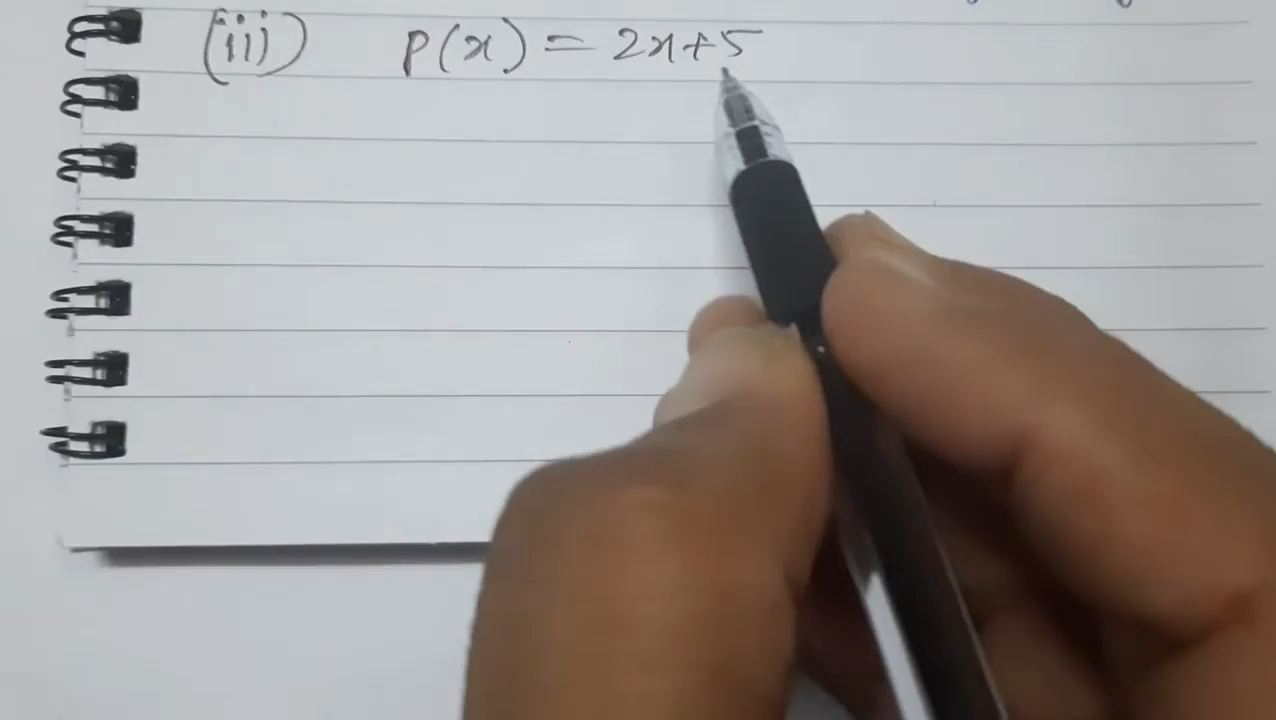 (iii) p(x) = 2x+5